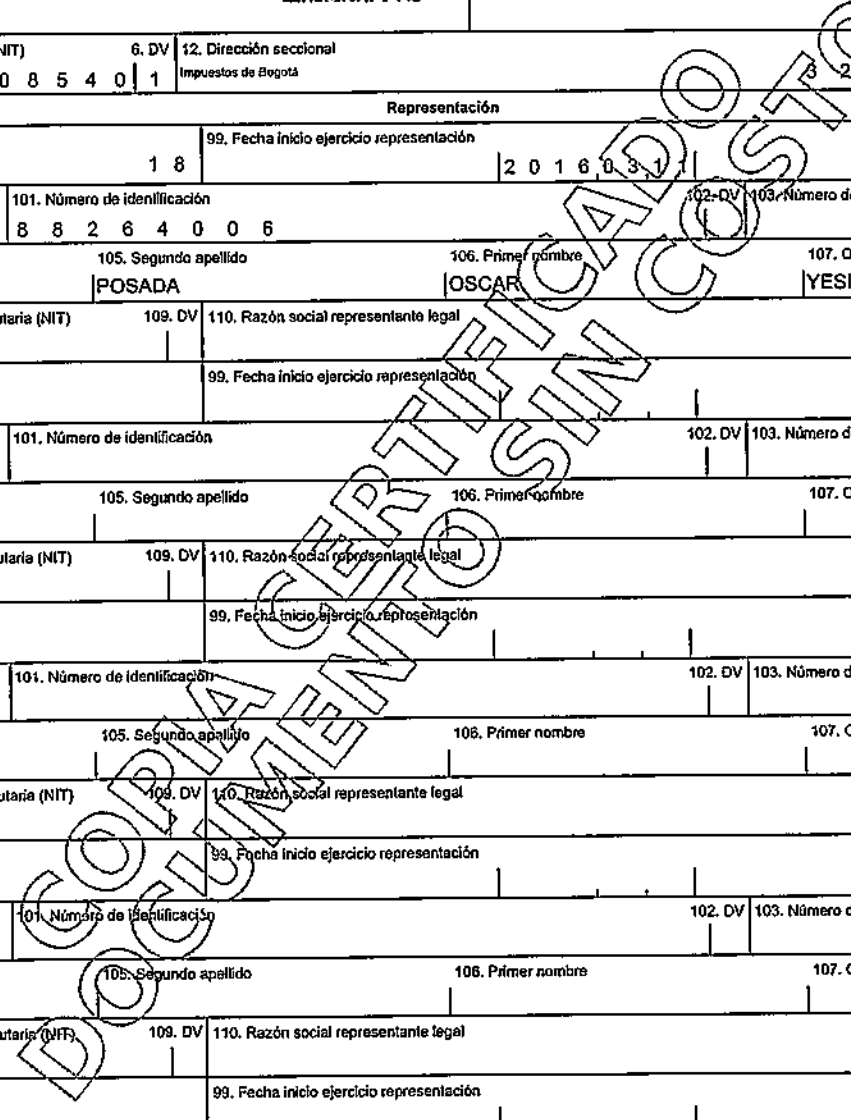 NIT) 6. DV 12. Dirección seccional
0 8 5 4 0 1 Impuestos de Bogotá 3 2
Representación
99. Fecha inicio ejercicio representación
1 8 2 0 1 6 0 3 1 1
101. Número de identificación 102. DV 103. Número d
8 8 2 6 4 0 0 6
105. Segundo apellido 106. Primer nombre 107. O
POSADA OSCAR YESI
utaria (NIT) 109. DV 110. Razón social representante legal
99. Fecha inicio ejercicio representación
101. Número de identificación 102. DV 103. Número d
105. Segundo apellido 106. Primer nombre 107. O
utaria (NIT) 109. DV 110. Razón social representante legal
99. Fecha inicio ejercicio representación
101. Número de identificación 102. DV 103. Número d
105. Segundo apellido 106. Primer nombre 107. O
utaria (NIT) 109. DV 110. Razón social representante legal
99. Fecha inicio ejercicio representación
101. Número de identificación 102. DV 103. Número d
105. Segundo apellido 106. Primer nombre 107. O
utaria (NIT) 109. DV 110. Razón social representante legal
99. Fecha inicio ejercicio representación
COPIA CERTIFICADO
DOCUMENTO SIN COSTO